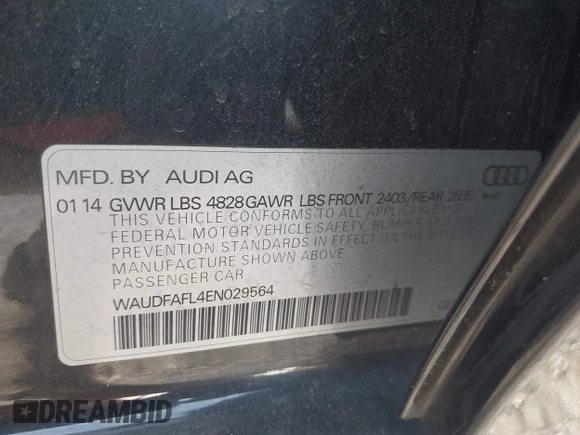 MFD. BY AUDI AG
01 14 GVWR LBS 4828 GAWR LBS FRONT 2403/REAR 2535
THIS VEHICLE CONFORMS TO ALL APPLICABLE
FEDERAL MOTOR VEHICLE SAFETY, BUMPER AND THEFT
PREVENTION STANDARDS IN EFFECT ON THE DATE OF
MANUFACTURE SHOWN ABOVE
PASSENGER CAR
WAUDFAFL4EN029564
DREAMBID